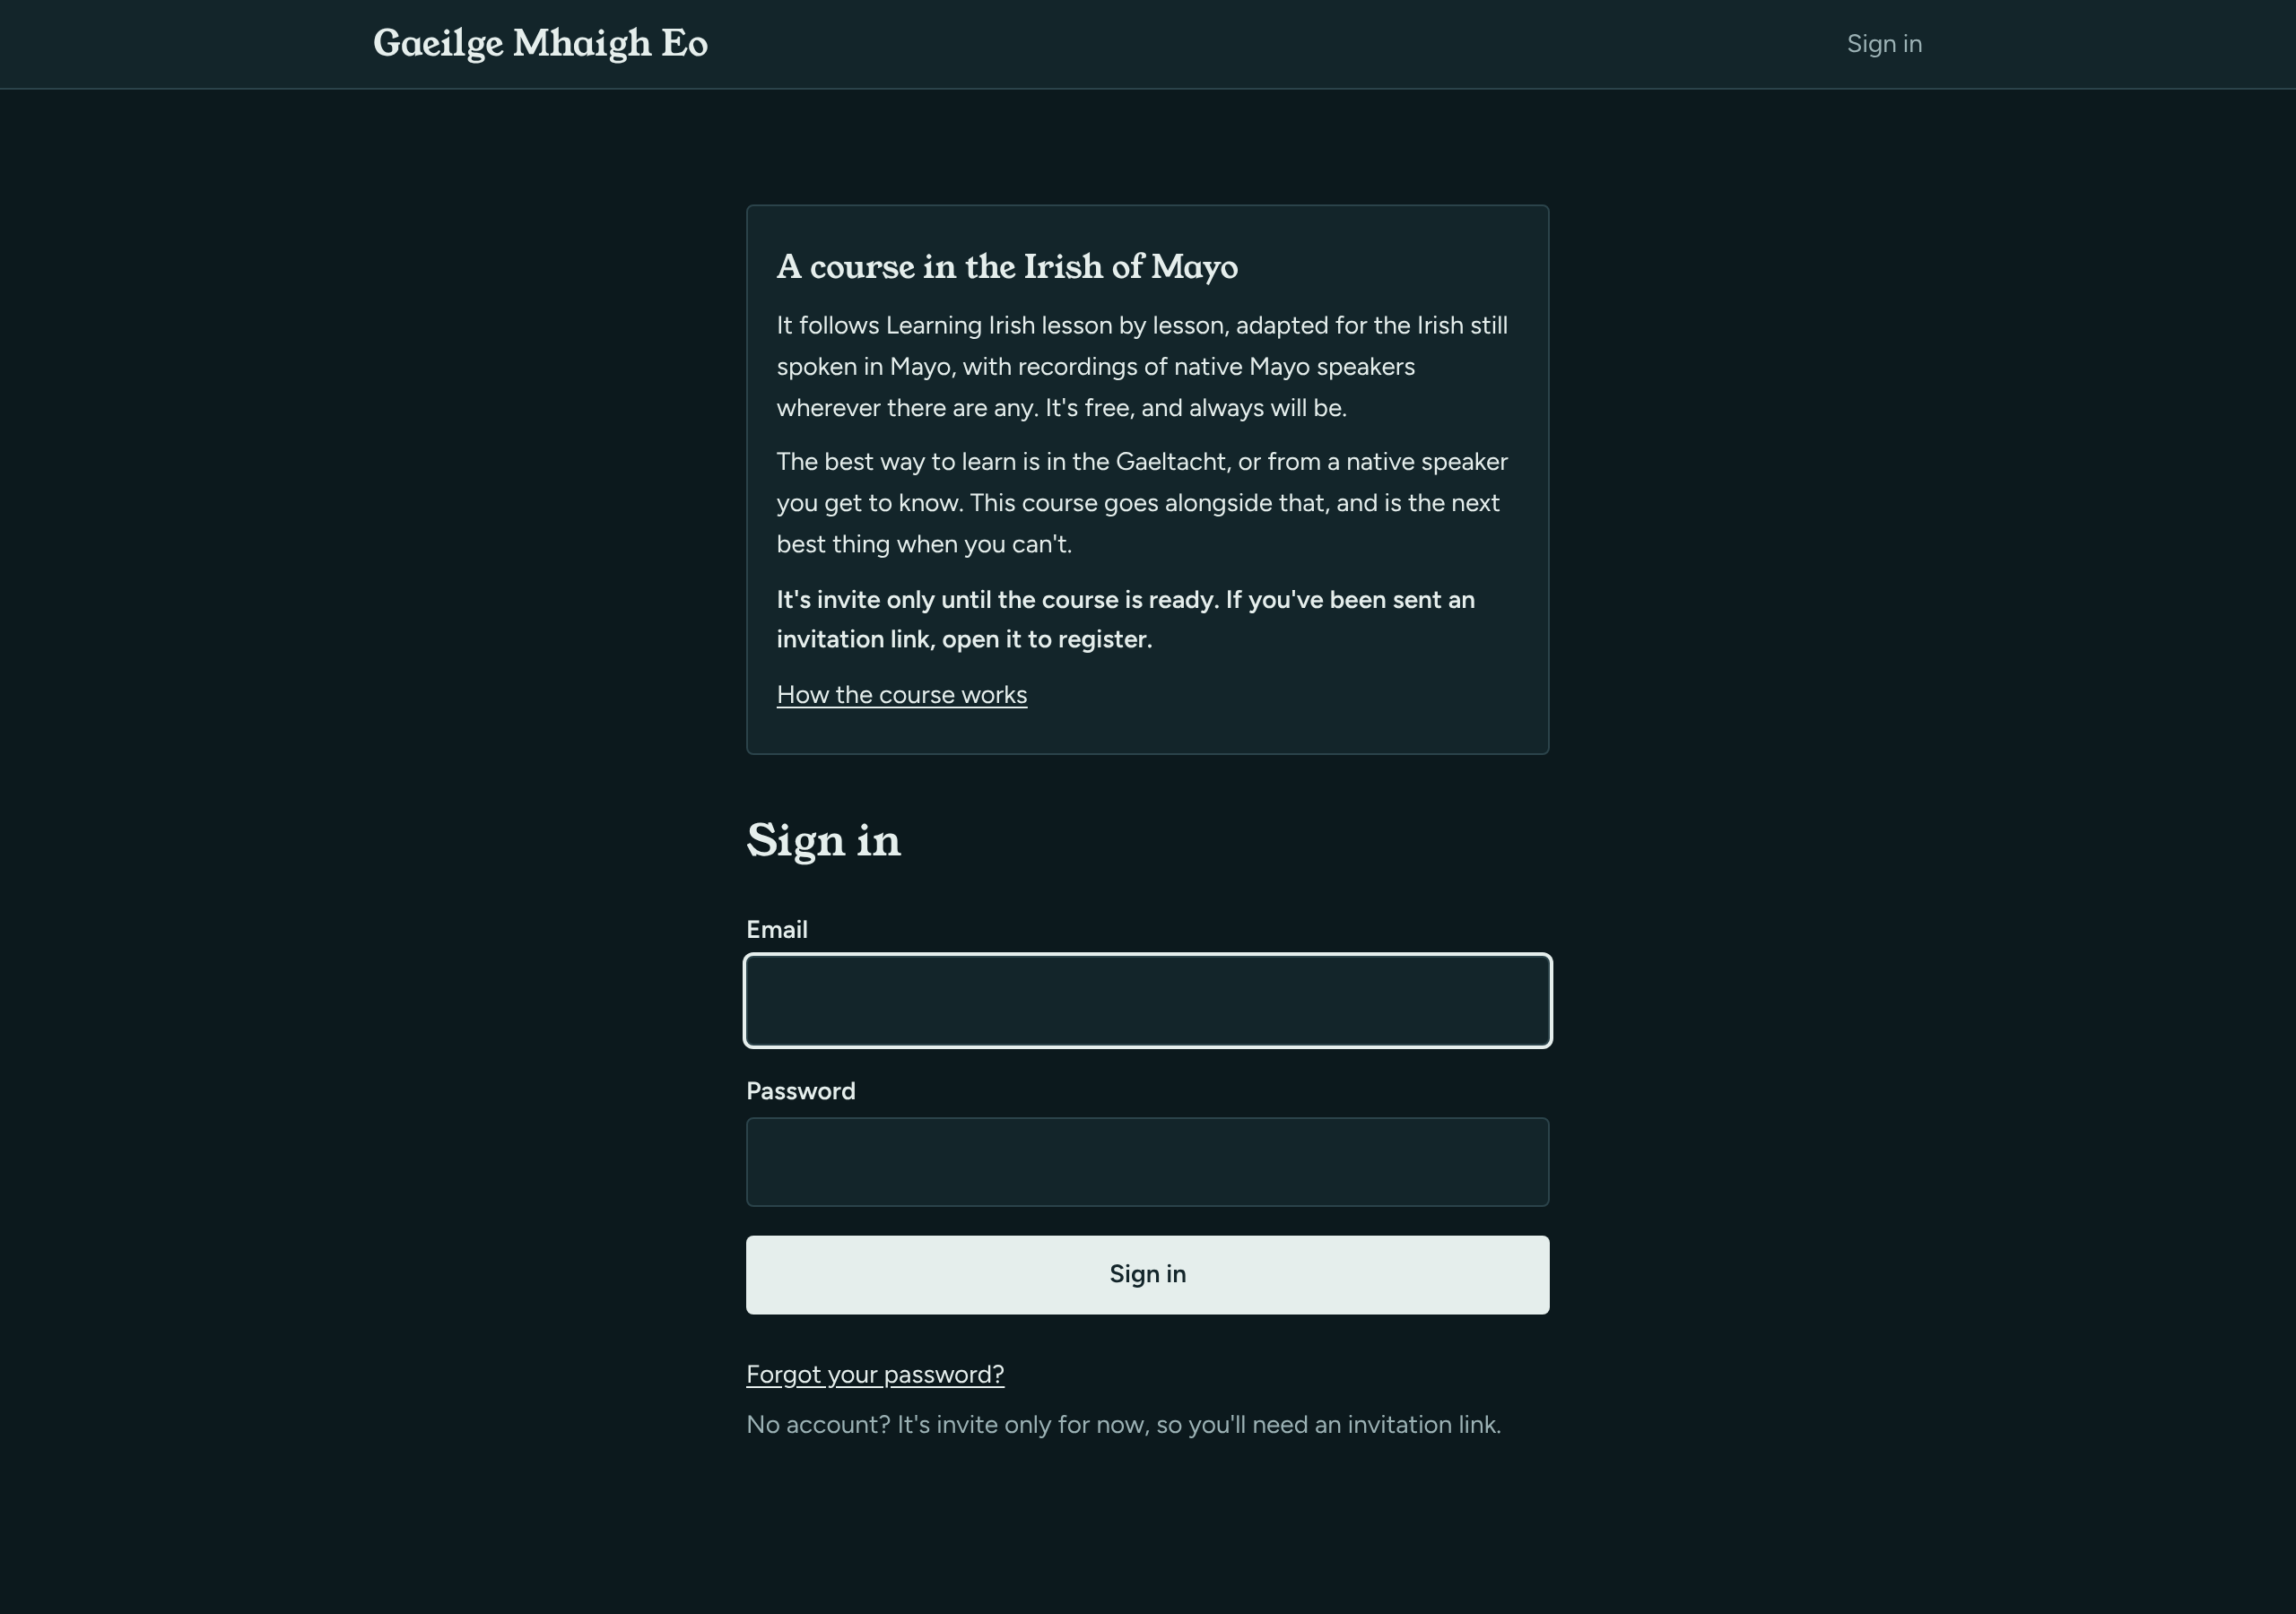 Gaeilge Mhaigh Eo
Sign in
A course in the Irish of Mayo
It follows Learning Irish lesson by lesson, adapted for the Irish still
spoken in Mayo, with recordings of native Mayo speakers
wherever there are any. It's free, and always will be.
The best way to learn is in the Gaeltacht, or from a native speaker
you get to know. This course goes alongside that, and is the next
best thing when you can't.
It's invite only until the course is ready. If you've been sent an
invitation link, open it to register.
How the course works
Sign in
Email
Password
Sign in
Forgot your password?
No account? It's invite only for now, so you'll need an invitation link.